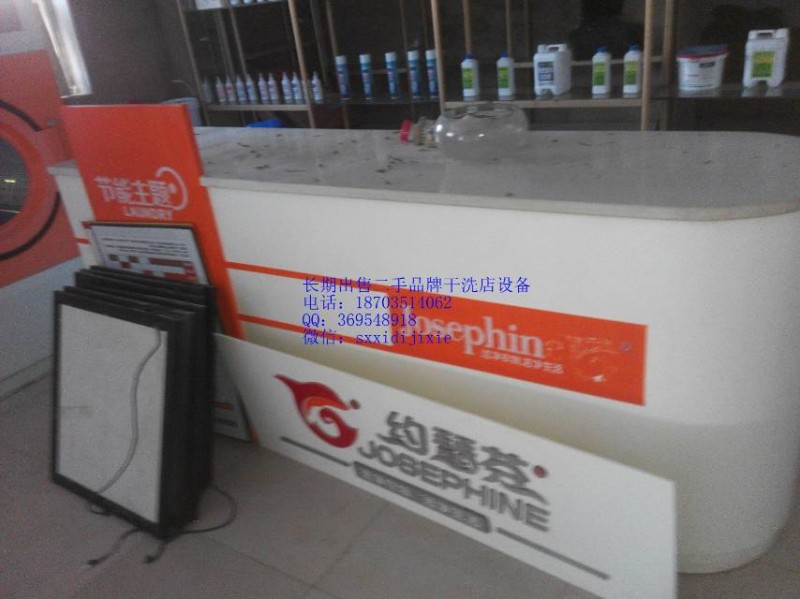 节能主题
LAUNDRY
长期出售二手品牌干洗店设备
电话：18703514062
QQ：369548918
微信：sxxidijixie
Josephin
约瑟芬
JOSEPHINE